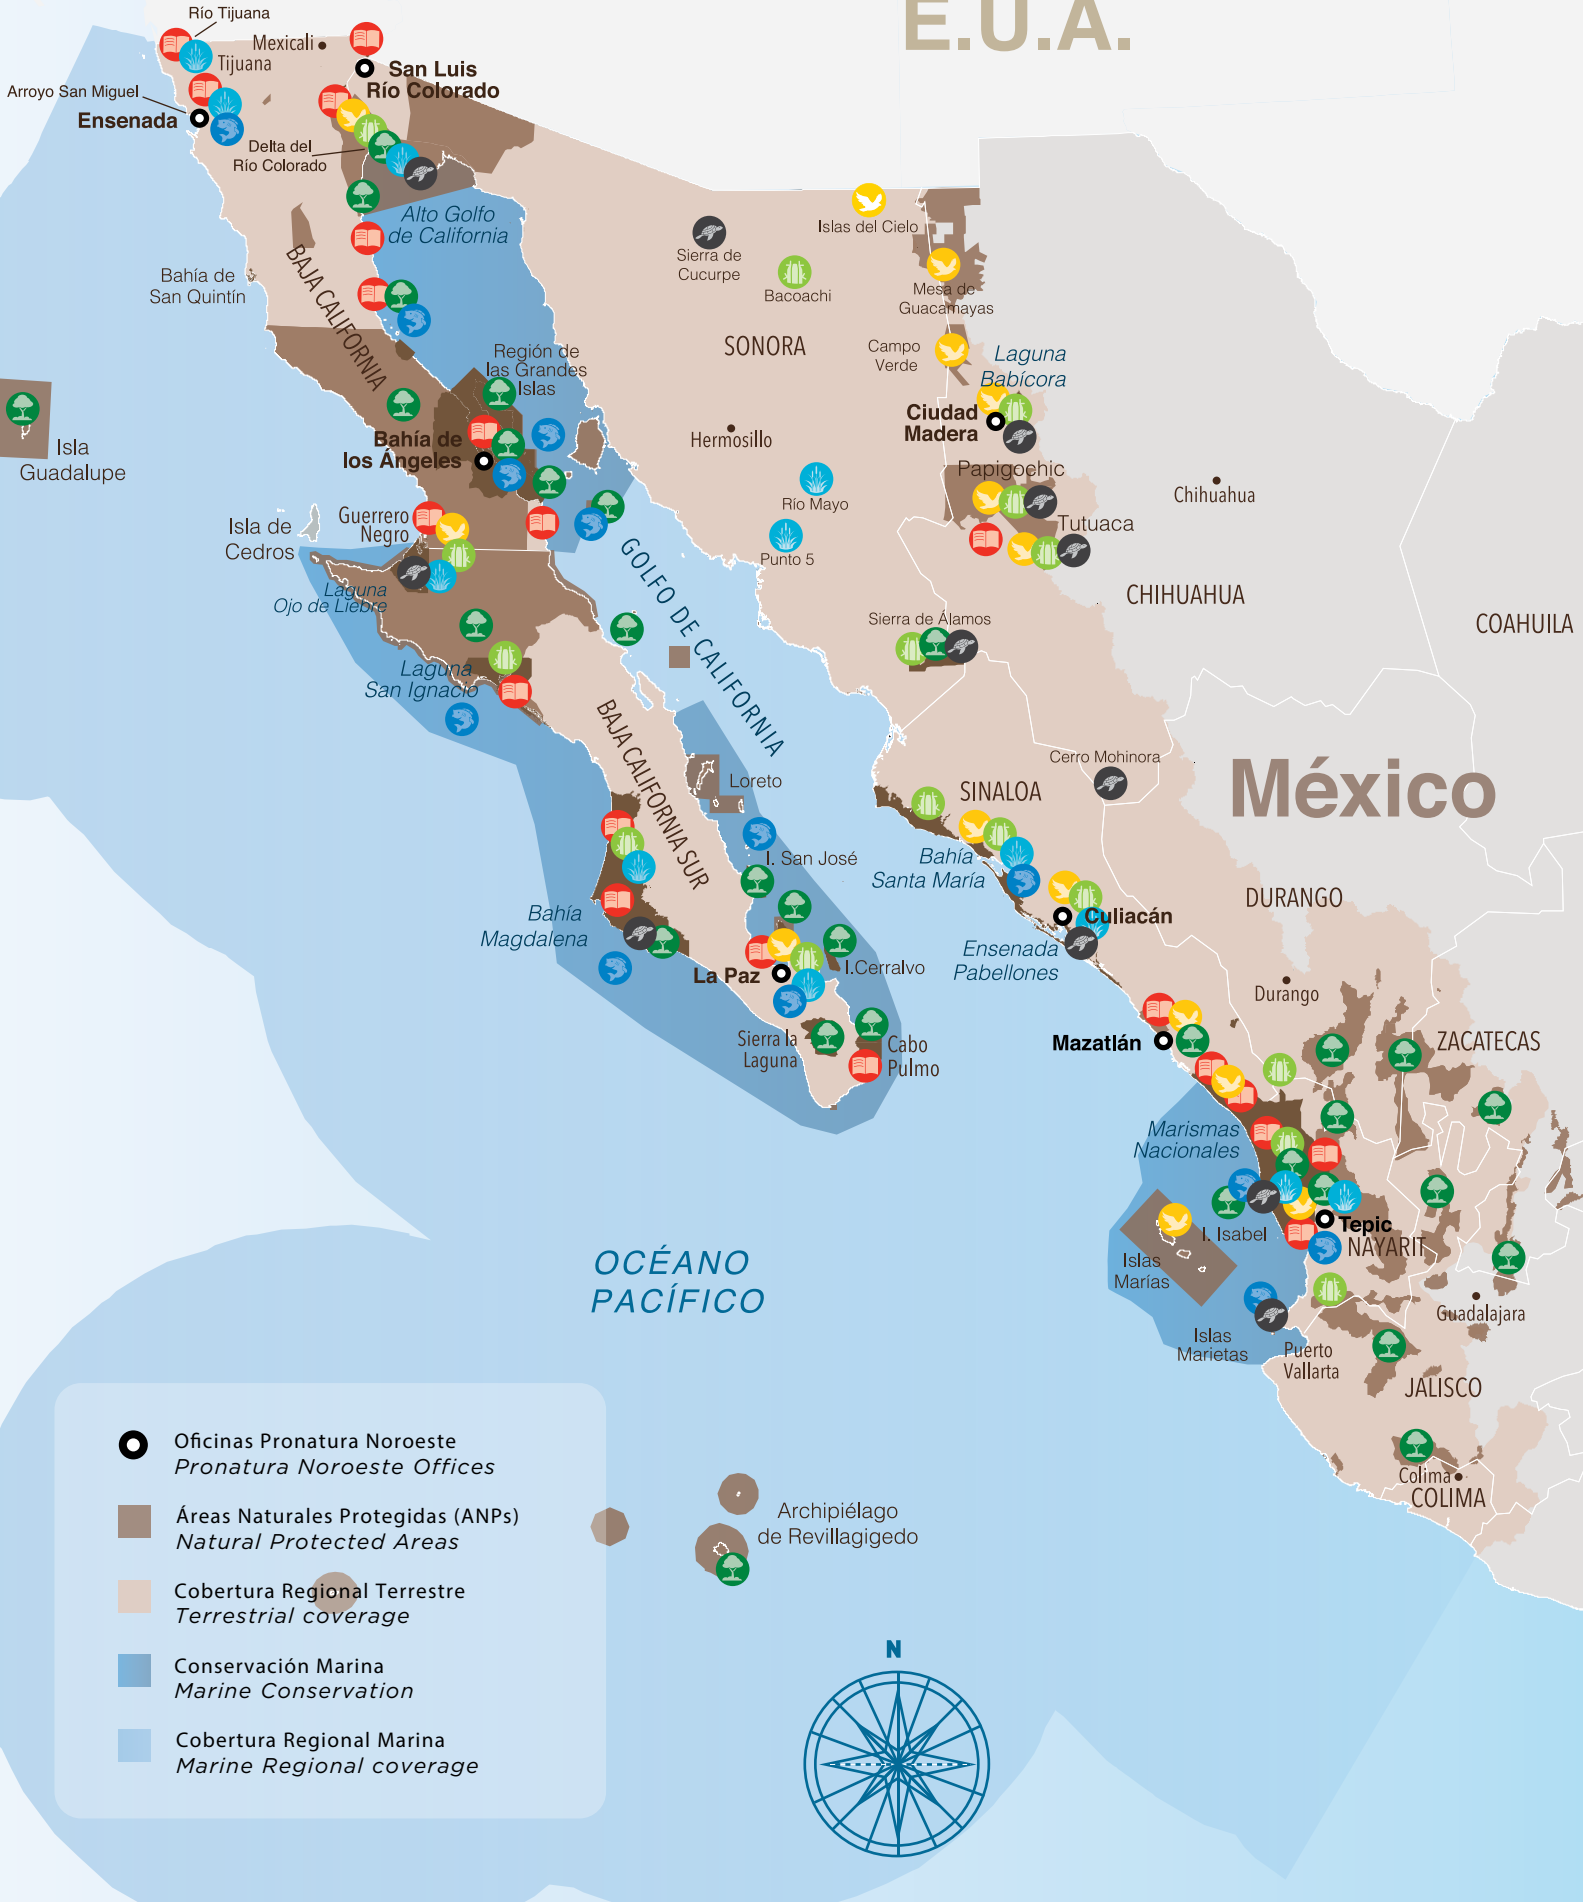 E.U.A.
Río Tijuana
Mexicali
Tijuana
San Luis
Río Colorado
Arroyo San Miguel
Ensenada
Delta del
Río Colorado
Alto Golfo
de California
Islas del Cielo
Sierra de
Cucurpe
Bacoachi
Mesa de
Guacamayas
Bahía de
San Quintín
BAJA CALIFORNIA
SONORA
Campo
Verde
Laguna
Babícora
Región de
las Grandes
Islas
Ciudad
Madera
Hermosillo
Bahía de
los Ángeles
Isla
Guadalupe
Papigochic
Chihuahua
Río Mayo
Tutuaca
Guerrero
Negro
Isla de
Cedros
Punto 5
GOLFO DE CALIFORNIA
Laguna
Ojo de Liebre
CHIHUAHUA
COAHUILA
Sierra de Álamos
Laguna
San Ignacio
BAJA CALIFORNIA SUR
Cerro Mohinora
Loreto
SINALOA
México
I. San José
Bahía
Santa María
DURANGO
Culiacán
Bahía
Magdalena
Ensenada
Pabellones
La Paz
I.Cerralvo
Durango
Sierra la
Laguna
Cabo
Pulmo
Mazatlán
ZACATECAS
Marismas
Nacionales
Tepic
NAYARIT
I. Isabel
Islas
Marías
OCÉANO
PACÍFICO
Guadalajara
Islas
Marietas
Puerto
Vallarta
JALISCO
Colima
COLIMA
Oficinas Pronatura Noroeste
Pronatura Noroeste Offices
Áreas Naturales Protegidas (ANPs)
Natural Protected Areas
Cobertura Regional Terrestre
Terrestrial coverage
Conservación Marina
Marine Conservation
Cobertura Regional Marina
Marine Regional coverage
Archipiélago
de Revillagigedo
N